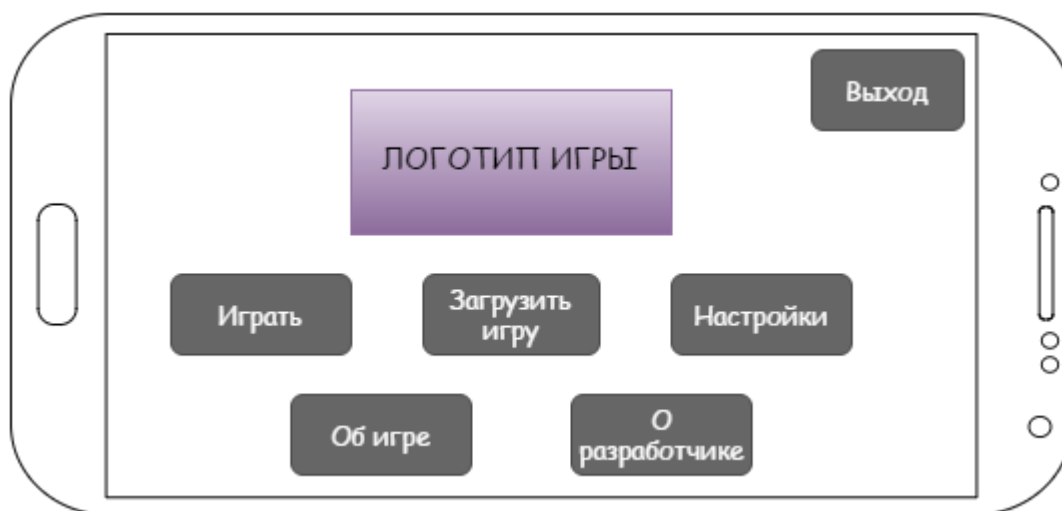 Выход
ЛОГОТИП ИГРЫ
Играть
Загрузить
игру
Настройки
Об игре
О
разработчике